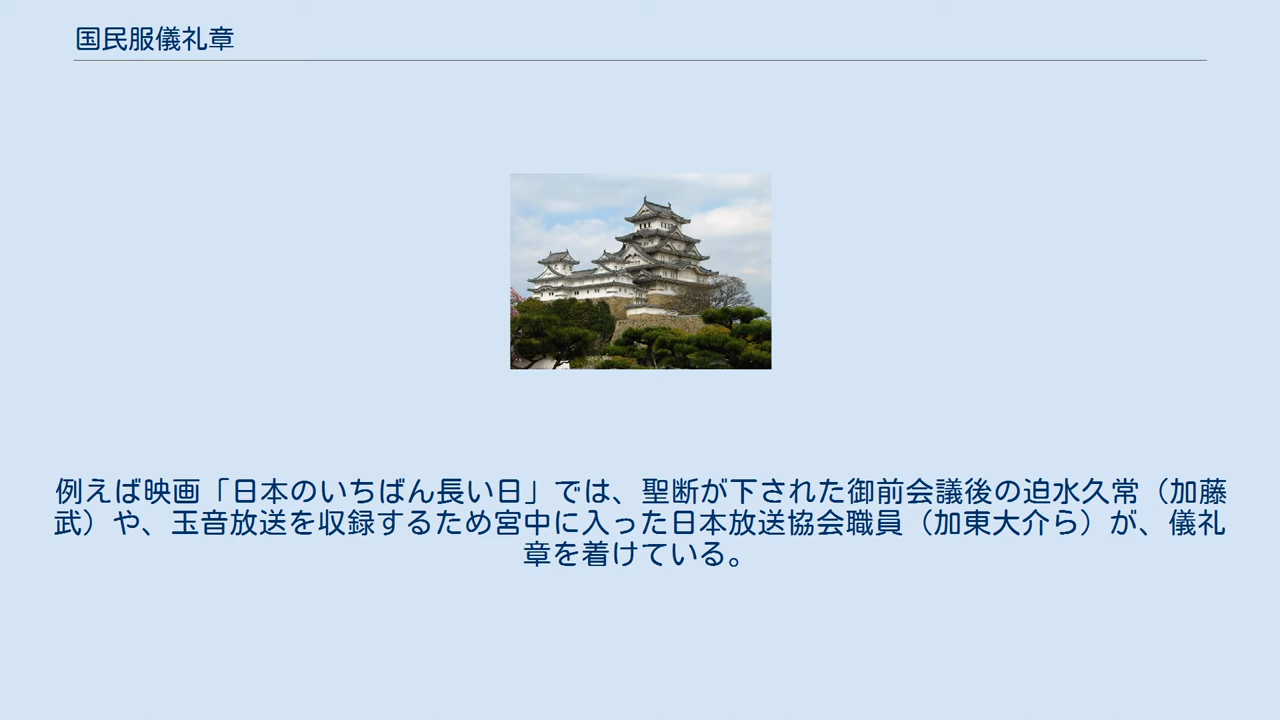 国民服儀礼章
例えば映画「日本のいちばん長い日」では、聖断が下された御前会議後の迫水久常（加藤
武）や、玉音放送を収録するため宮中に入った日本放送協会職員（加東大介ら）が、儀礼
章を着けている。